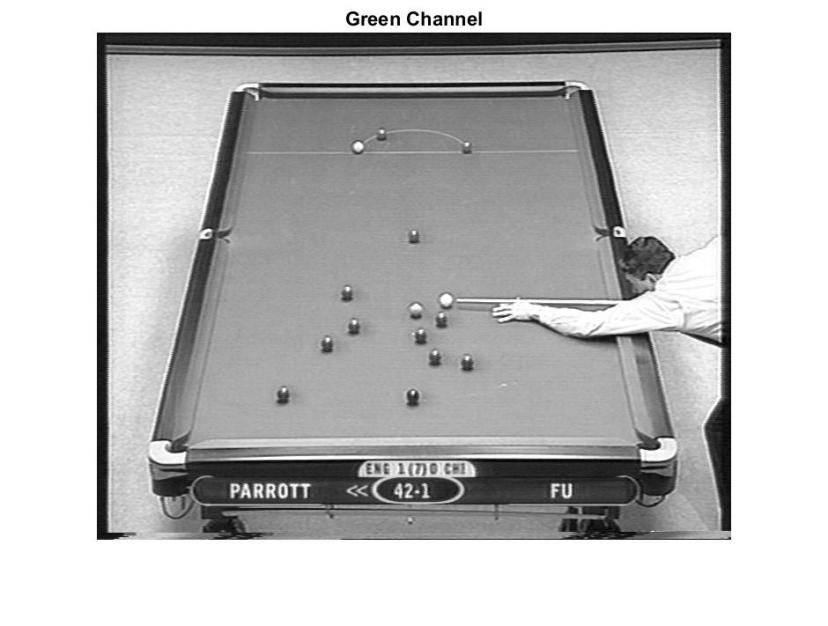 Green Channel
ENG 1(7)0 CHI
PARROTT << 42-1 FU